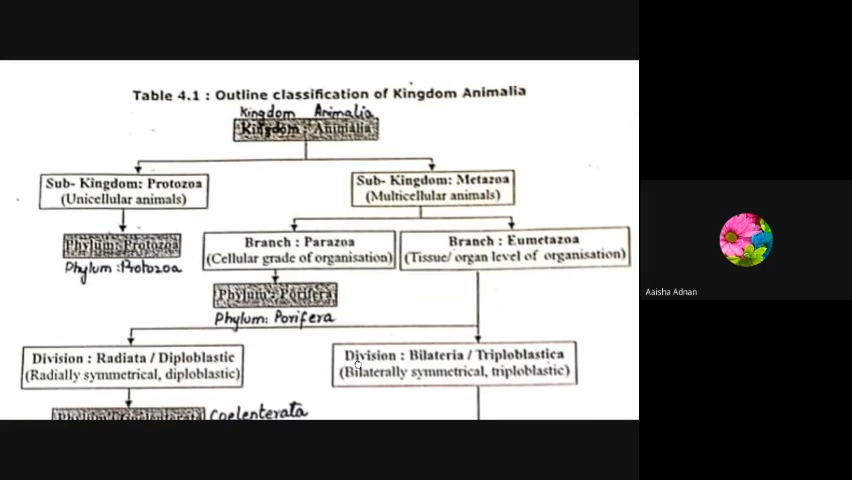 Table 4.1 : Outline classification of Kingdom Animalia
Kingdom Animalia
Kingdom : Animalia
Sub- Kingdom: Protozoa
(Unicellular animals)
Sub- Kingdom: Metazoa
(Multicellular animals)
Phylum : Protozoa
Phylum :Protozoa
Branch : Parazoa
(Cellular grade of organisation)
Branch : Eumetazoa
(Tissue/ organ level of organisation)
Phylum : Porifera
Phylum: Porifera
Division : Radiata / Diploblastic
(Radially symmetrical, diploblastic)
Division : Bilateria / Triploblastica
(Bilaterally symmetrical, triploblastic)
Coelenterata
Aaisha Adnan